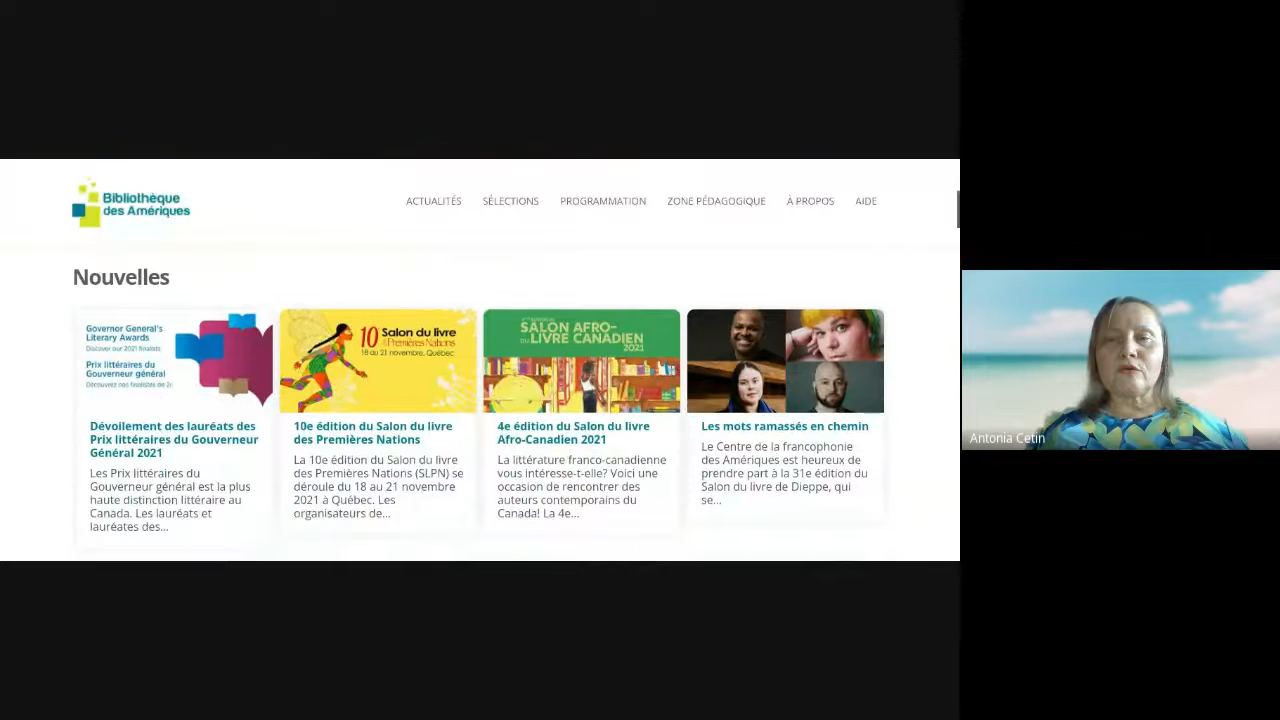 Bibliothèque
des Amériques
ACTUALITÉS SÉLECTIONS PROGRAMMATION ZONE PÉDAGOGIQUE À PROPOS AIDE
Nouvelles
Governor General's
Literary Awards
Discover our 2021 finalists
Prix littéraires du
Gouverneur général
Découvrez nos finalistes de
Dévoilement des lauréats des
Prix littéraires du Gouverneur
Général 2021
Les Prix littéraires du
Gouverneur général est la plus
haute distinction littéraire au
Canada. Les lauréats et
lauréates des...
10 Salon du livre
des Premières Nations
18 au 21 novembre, Québec
10e édition du Salon du livre
des Premières Nations
La 10e édition du Salon du livre
des Premières Nations (SLPN) se
déroule du 18 au 21 novembre
2021 à Québec. Les
organisateurs de...
SALON AFRO-
DU LIVRE CANADIEN
2021
4e édition du Salon du livre
Afro-Canadien 2021
La littérature franco-canadienne
vous intéresse-t-elle? Voici une
occasion de rencontrer des
auteurs contemporains du
Canada! La 4e...
Les mots ramassés en chemin
Le Centre de la francophonie
des Amériques est heureux de
prendre part à la 31e édition du
Salon du livre de Dieppe, qui
se...
Antonia Cetin